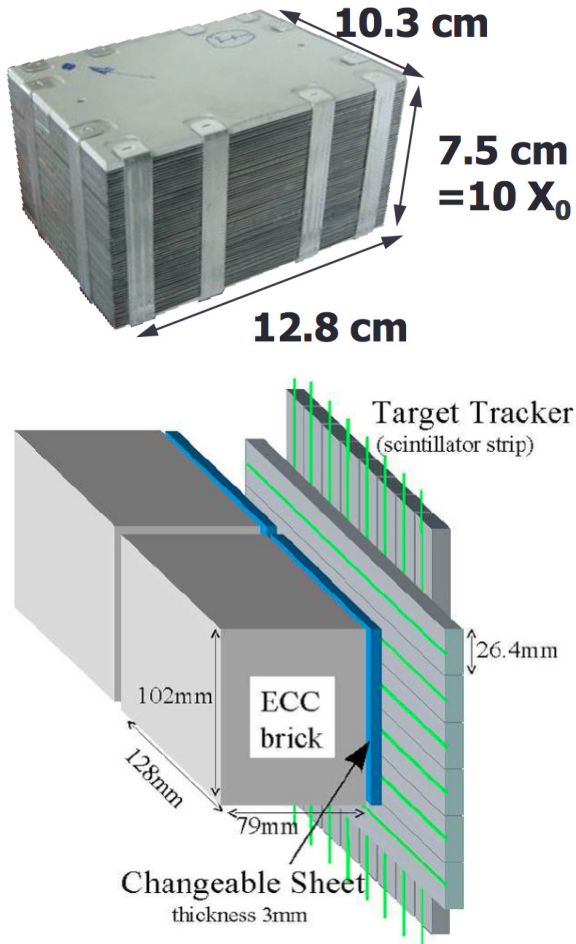 10.3 cm
7.5 cm
=10 X₀
12.8 cm
Target Tracker
(scintillator strip)
26.4mm
102mm
ECC
brick
128mm
79mm
Changeable Sheet
thickness 3mm